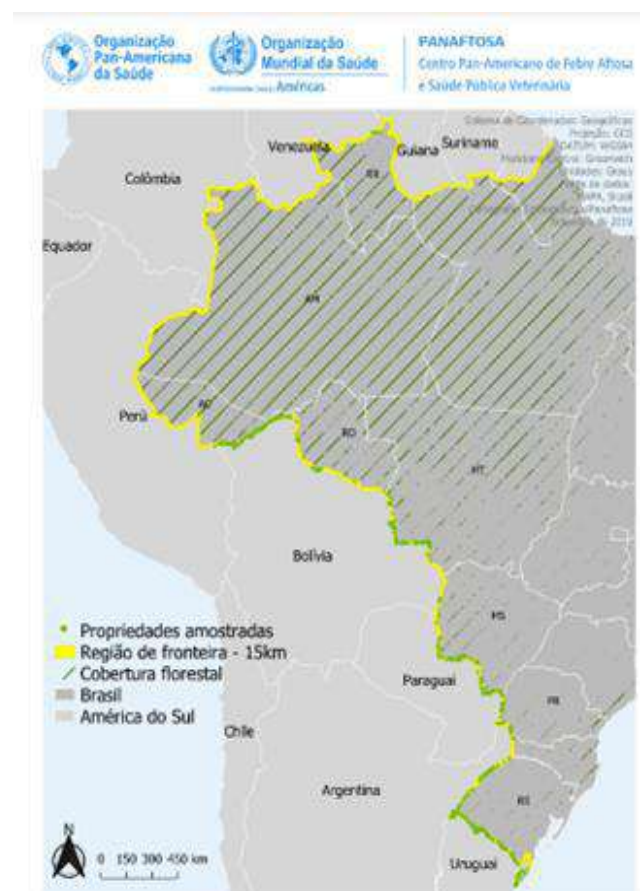 Organização
Pan-Americana
da Saúde
Organização
Mundial da Saúde
Américas
PANAFTOSA
Centro Pan-Americano de Febre Aftosa
e Saúde Pública Veterinária
Venezuela
Guiana
Suriname
Colômbia
RR
Equador
AM
Perú
AC
RO
MT
Bolívia
MS
Propriedades amostradas
Região de fronteira - 15km
Cobertura florestal
Brasil
América do Sul
Paraguai
PR
Chile
Argentina
RS
N
0 150 300 450 km
Uruguai